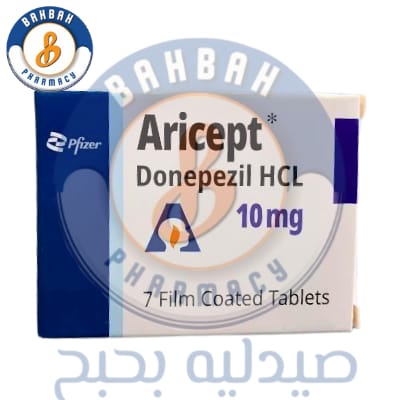 BAHBAH
PHARMACY
BAHBAH
Pfizer
Aricept*
Donepezil HCL
10mg
PHARMACY
7 Film Coated Tablets
صيدليه بحبح